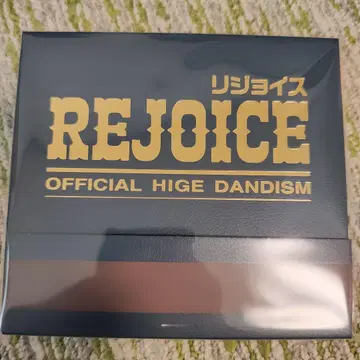 リジョイス
REJOICE
OFFICIAL HIGE DANDISM